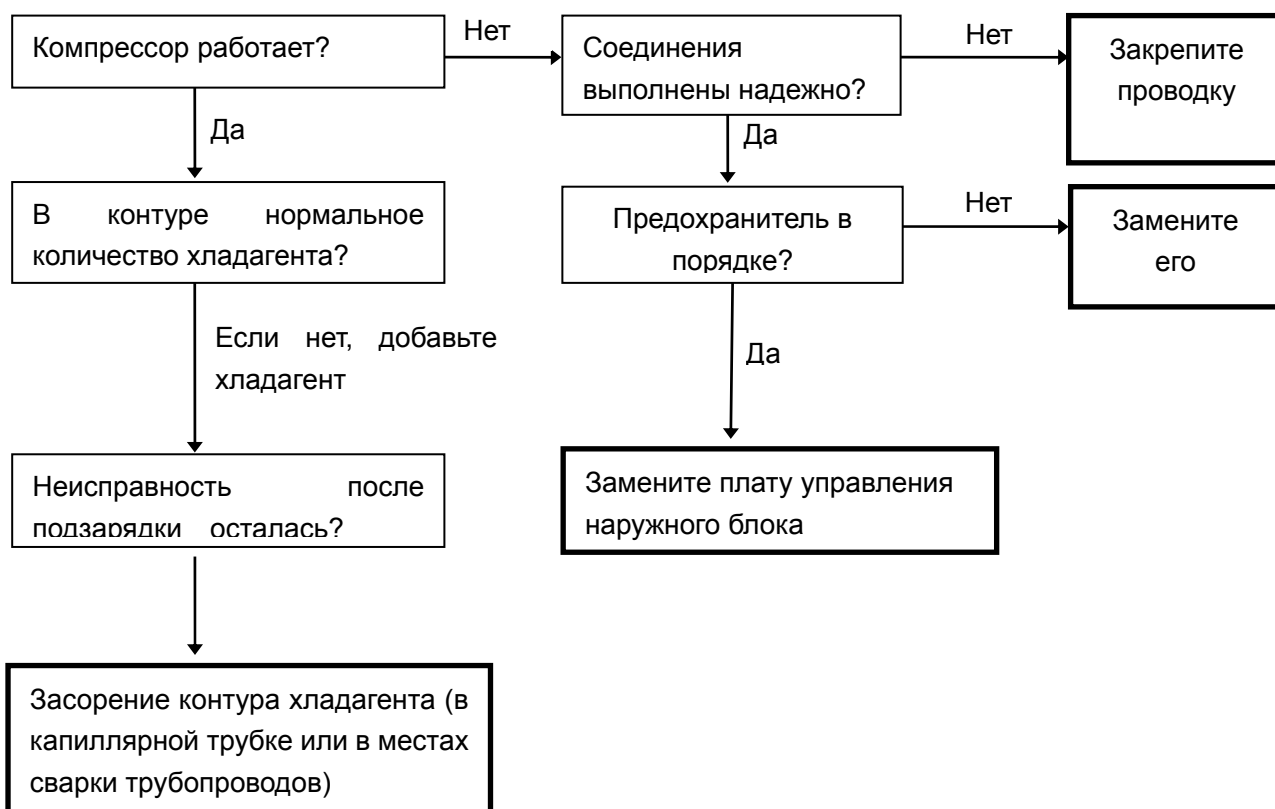 Компрессор работает?
Нет
Соединения
выполнены надежно?
Нет
Закрепите
проводку
Да
Да
В контуре нормальное
количество хладагента?
Предохранитель в
порядке?
Нет
Замените
его
Если нет, добавьте
хладагент
Да
Неисправность после
подзарядки осталась?
Замените плату управления
наружного блока
Засорение контура хладагента (в
капиллярной трубке или в местах
сварки трубопроводов)